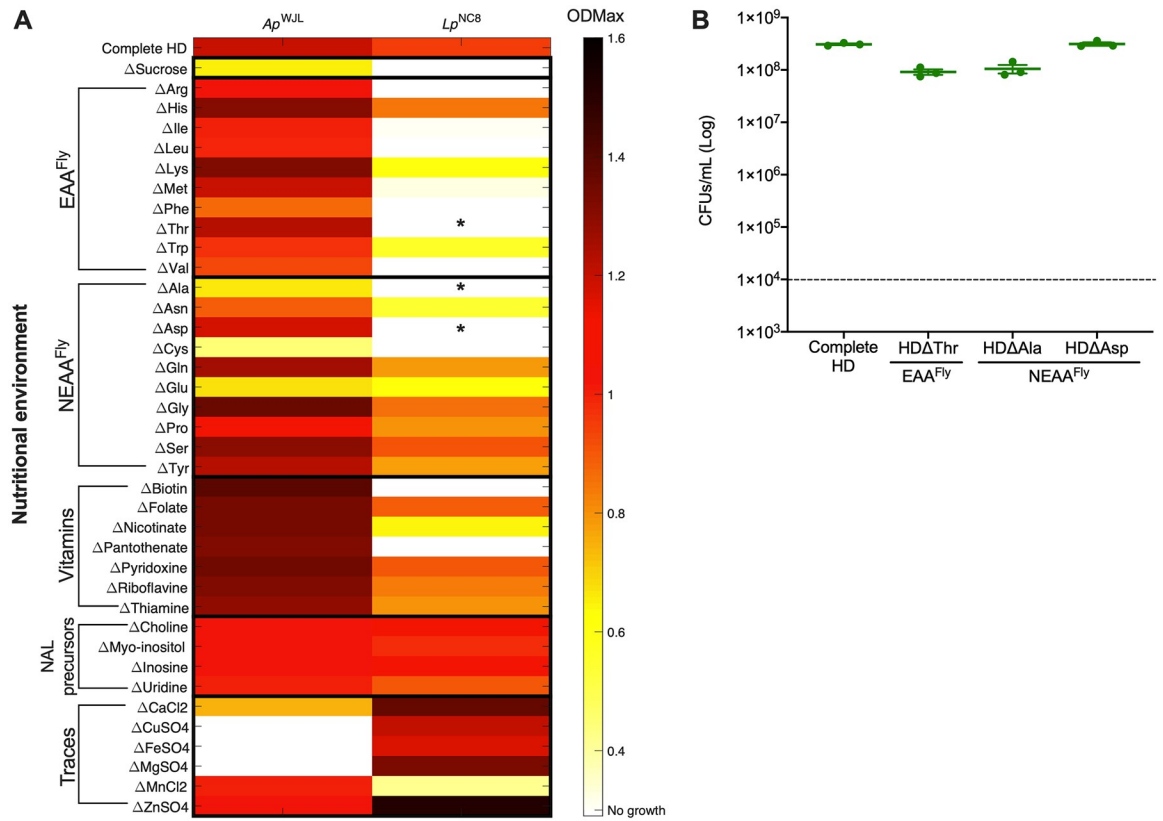 A
Ap^WJL
Lp^NC8
ODMax
Nutritional environment
Complete HD
ΔSucrose
EAA^Fly
ΔArg
ΔHis
ΔIle
ΔLeu
ΔLys
ΔMet
ΔPhe
ΔThr
*
ΔTrp
ΔVal
NEAA^Fly
ΔAla
*
ΔAsn
ΔAsp
*
ΔCys
ΔGln
ΔGlu
ΔGly
ΔPro
ΔSer
ΔTyr
Vitamins
ΔBiotin
ΔFolate
ΔNicotinate
ΔPantothenate
ΔPyridoxine
ΔRiboflavine
ΔThiamine
NAL
precursors
ΔCholine
ΔMyo-inositol
ΔInosine
ΔUridine
Traces
ΔCaCl2
ΔCuSO4
ΔFeSO4
ΔMgSO4
ΔMnCl2
ΔZnSO4
1.6
1.4
1.2
1
0.8
0.6
0.4
No growth
B
CFUs/mL (Log)
1×10^9
1×10^8
1×10^7
1×10^6
1×10^5
1×10^4
1×10^3
Complete
HD
HDΔThr
HDΔAla
HDΔAsp
EAA^Fly
NEAA^Fly